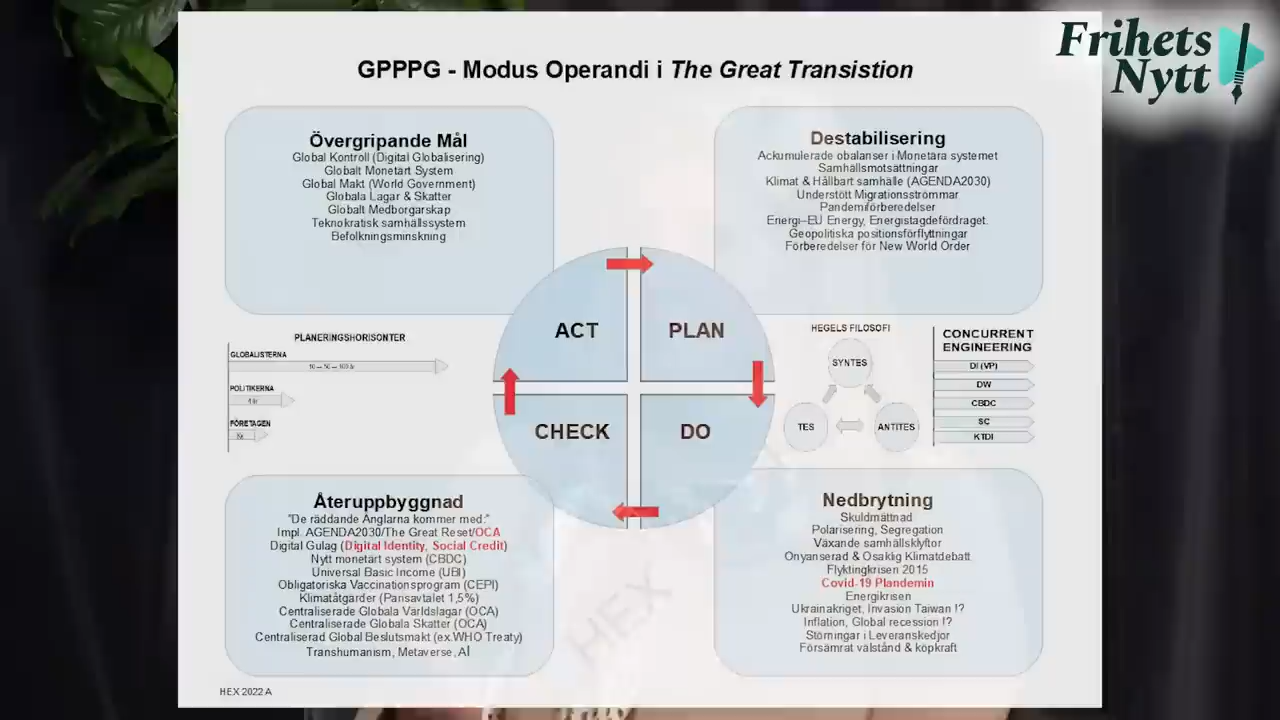 Frihets
Nytt
GPPPG - Modus Operandi i The Great Transistion
Övergripande Mål
Global Kontroll (Digital Globalisering)
Globalt Monetärt System
Global Makt (World Government)
Globala Lagar & Skatter
Globalt Medborgarskap
Teknokratisk samhällssystem
Befolkningsminskning
Destabilisering
Ackumulerade obalanser i Monetära systemet
Samhällsmotsättningar
Klimat & Hållbart samhälle (AGENDA2030)
Understött Migrationsströmmar
Pandemiförberedelser
Energi–EU Energy, Energistagdefördraget.
Geopolitiska positionsförflyttningar
Förberedelser för New World Order
ACT
PLAN
CHECK
DO
PLANERINGSHORISONTER
GLOBALISTERNA
POLITIKERNA
4 år
FÖRETAGEN
HEGELS FILOSOFI
SYNTES
TES
ANTITES
CONCURRENT
ENGINEERING
DI (VP)
DW
CBDC
SC
KTDI
Återuppbyggnad
"De räddande Änglarna kommer med:"
Impl. AGENDA2030/The Great Reset/OCA
Digital Gulag (Digital Identity, Social Credit)
Nytt monetärt system (CBDC)
Universal Basic Income (UBI)
Obligatoriska Vaccinationsprogram (CEPI)
Klimatåtgärder (Parisavtalet 1,5%)
Centraliserade Globala Världslagar (OCA)
Centraliserade Globala Skatter (OCA)
Centraliserad Global Beslutsmakt (ex.WHO Treaty)
Transhumanism, Metaverse, AI
Nedbrytning
Skuldmättnad
Polarisering, Segregation
Växande samhällsklyftor
Onyanserad & Osaklig Klimatdebatt
Flyktingkrisen 2015
Covid-19 Plandemin
Energikrisen
Ukrainakriget, Invasion Taiwan !?
Inflation, Global recession !?
Störningar i Leveranskedjor
Försämrat välstånd & köpkraft
HEX
HEX 2022 A